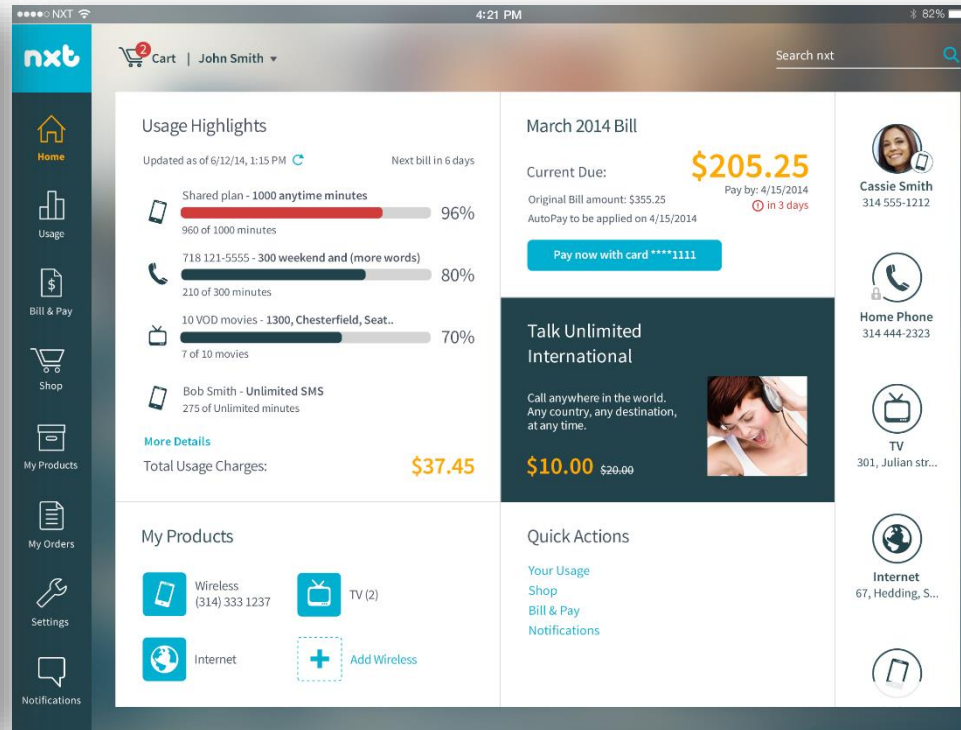 NXT
4:21 PM
82%
nxt
2
Cart | John Smith
Search nxt
Home
Usage
Bill & Pay
Shop
My Products
My Orders
Settings
Notifications
Usage Highlights
Updated as of 6/12/14, 1:15 PM
Next bill in 6 days
Shared plan - 1000 anytime minutes
96%
960 of 1000 minutes
718 121-5555 - 300 weekend and (more words)
80%
210 of 300 minutes
10 VOD movies - 1300, Chesterfield, Seat..
70%
7 of 10 movies
Bob Smith - Unlimited SMS
275 of Unlimited minutes
More Details
Total Usage Charges:
$37.45
March 2014 Bill
Current Due:
$205.25
Original Bill amount: $355.25
Pay by: 4/15/2014
in 3 days
AutoPay to be applied on 4/15/2014
Pay now with card ****1111
Talk Unlimited
International
Call anywhere in the world.
Any country, any destination,
at any time.
$10.00 $20.00
My Products
Wireless
(314) 333 1237
TV (2)
Internet
Add Wireless
Quick Actions
Your Usage
Shop
Bill & Pay
Notifications
Cassie Smith
314 555-1212
Home Phone
314 444-2323
TV
301, Julian str...
Internet
67, Hedding, S...